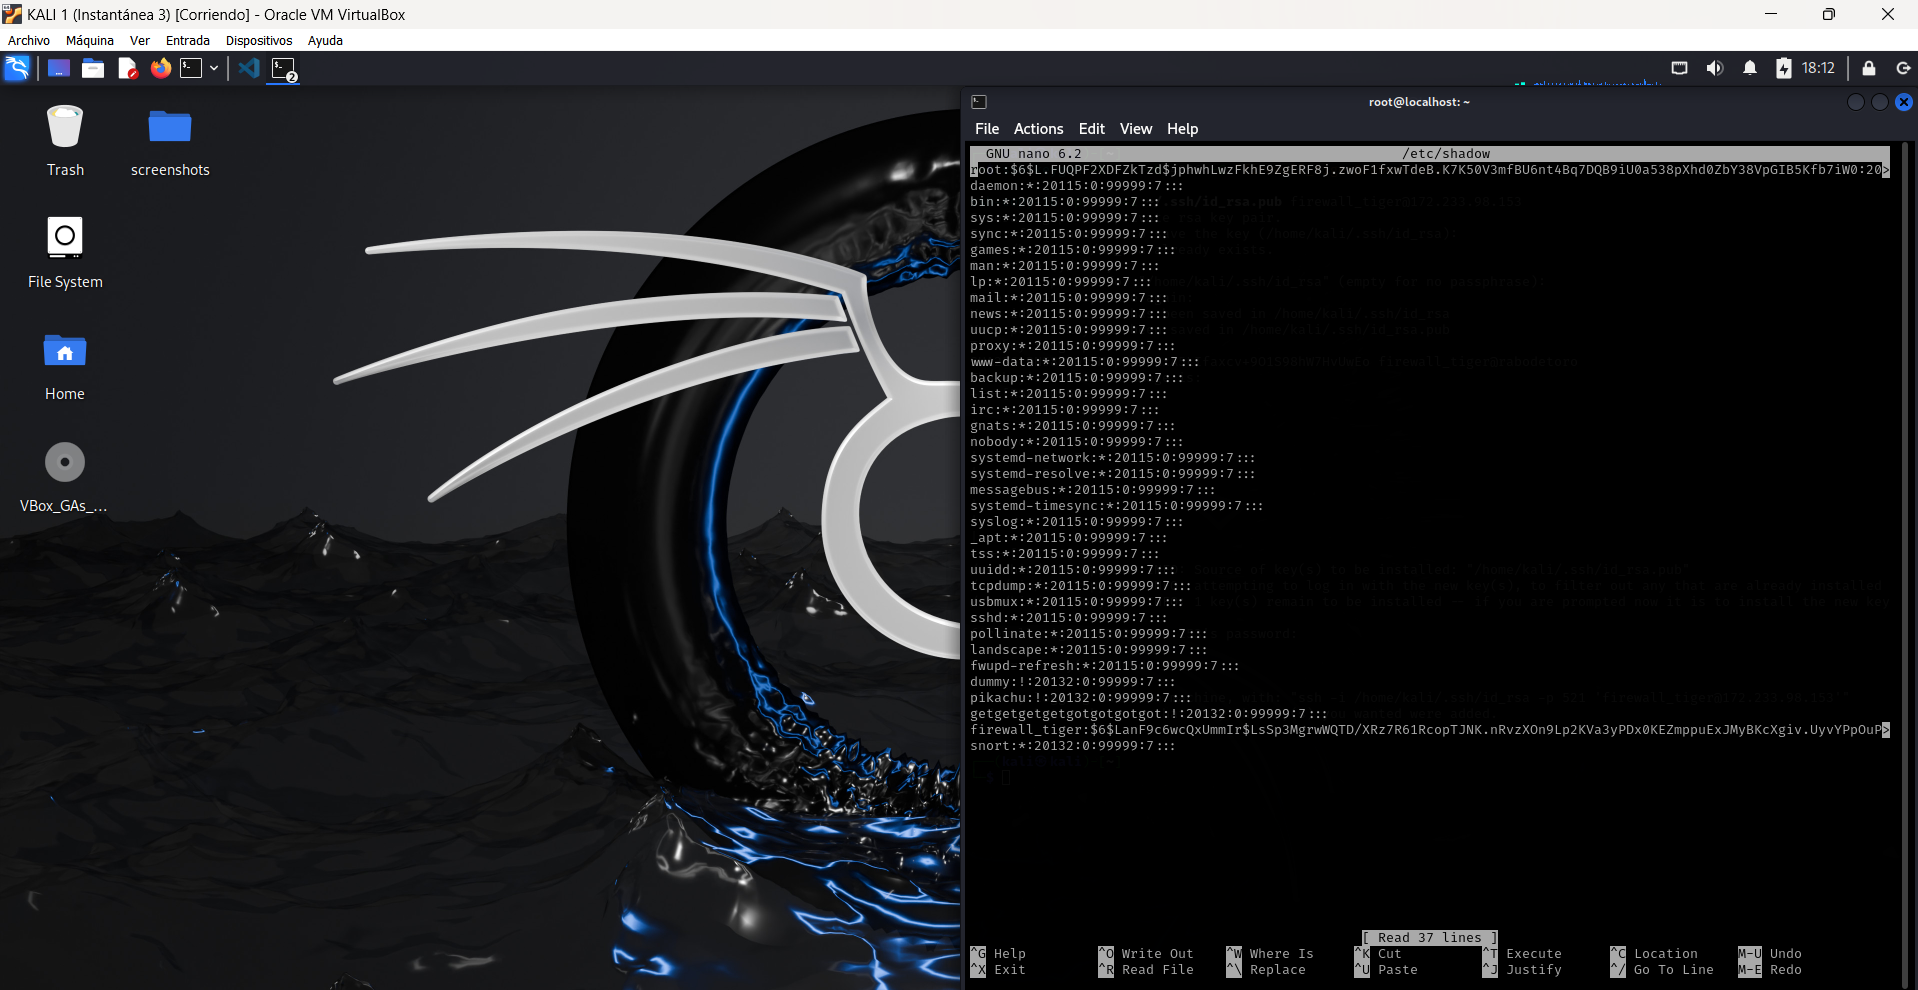 KALI 1 (Instantánea 3) [Corriendo] - Oracle VM VirtualBox
Archivo Máquina Ver Entrada Dispositivos Ayuda
2
18:12
Trash
screenshots
File System
Home
VBox_GAs_...
root@localhost: ~
File Actions Edit View Help
GNU nano 6.2 /etc/shadow
root:$6$L.FUQPF2XDFZkTzd$jphwhLwzFkhE9ZgERF8j.zwoF1fxwTdeB.K7K50V3mfBU6nt4Bq7DQB9iU0a538pXhd0ZbY38VpGIB5Kfb7iW0:20>
daemon:*:20115:0:99999:7:::
bin:*:20115:0:99999:7:::
sys:*:20115:0:99999:7:::
sync:*:20115:0:99999:7:::
games:*:20115:0:99999:7:::
man:*:20115:0:99999:7:::
lp:*:20115:0:99999:7:::
mail:*:20115:0:99999:7:::
news:*:20115:0:99999:7:::
uucp:*:20115:0:99999:7:::
proxy:*:20115:0:99999:7:::
www-data:*:20115:0:99999:7:::
backup:*:20115:0:99999:7:::
list:*:20115:0:99999:7:::
irc:*:20115:0:99999:7:::
gnats:*:20115:0:99999:7:::
nobody:*:20115:0:99999:7:::
systemd-network:*:20115:0:99999:7:::
systemd-resolve:*:20115:0:99999:7:::
messagebus:*:20115:0:99999:7:::
systemd-timesync:*:20115:0:99999:7:::
syslog:*:20115:0:99999:7:::
_apt:*:20115:0:99999:7:::
tss:*:20115:0:99999:7:::
uuidd:*:20115:0:99999:7:::
tcpdump:*:20115:0:99999:7:::
usbmux:*:20115:0:99999:7:::
sshd:*:20115:0:99999:7:::
pollinate:*:20115:0:99999:7:::
landscape:*:20115:0:99999:7:::
fwupd-refresh:*:20115:0:99999:7:::
dummy:!:20132:0:99999:7:::
pikachu:!:20132:0:99999:7:::
getgetgetgetgotgotgotgot:!:20132:0:99999:7:::
firewall_tiger:$6$LanF9c6wcQxUmmIr$LsSp3MgrwWQTD/XRz7R61RcopTJNK.nRvzXOn9Lp2KVa3yPDx0KEZmppuExJMyBKcXgiv.UyvYPpOuP>
snort:*:20132:0:99999:7:::
[ Read 37 lines ]
^G Help ^O Write Out ^W Where Is ^K Cut ^T Execute ^C Location M-U Undo
^X Exit ^R Read File ^\ Replace ^U Paste ^J Justify ^/ Go To Line M-E Redo